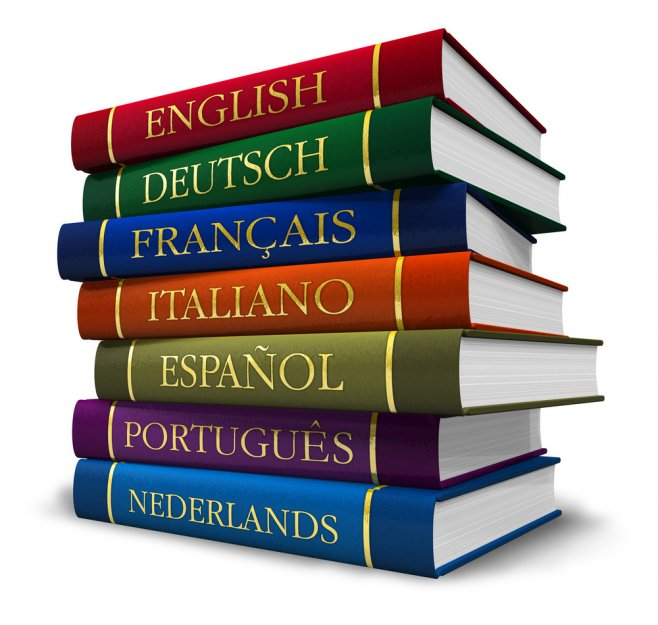 ENGLISH
DEUTSCH
FRANÇAIS
ITALIANO
ESPAÑOL
PORTUGUÊS
NEDERLANDS